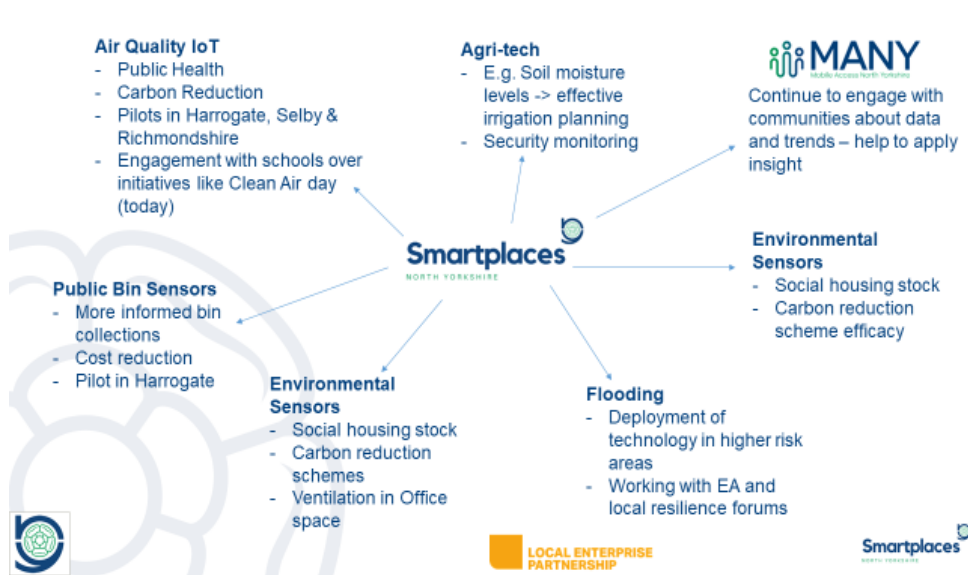 Air Quality IoT
- Public Health
- Carbon Reduction
- Pilots in Harrogate, Selby &
Richmondshire
- Engagement with schools over
initiatives like Clean Air day
(today)
Agri-tech
- E.g. Soil moisture
levels -> effective
irrigation planning
- Security monitoring
MANY
Mobile Access North Yorkshire
Continue to engage with
communities about data
and trends – help to apply
insight
Smartplaces
NORTH YORKSHIRE
Environmental
Sensors
- Social housing stock
- Carbon reduction
scheme efficacy
Public Bin Sensors
- More informed bin
collections
- Cost reduction
- Pilot in Harrogate
Environmental
Sensors
- Social housing stock
- Carbon reduction
schemes
- Ventilation in Office
space
Flooding
- Deployment of
technology in higher risk
areas
- Working with EA and
local resilience forums
LOCAL ENTERPRISE
PARTNERSHIP
Smartplaces
NORTH YORKSHIRE